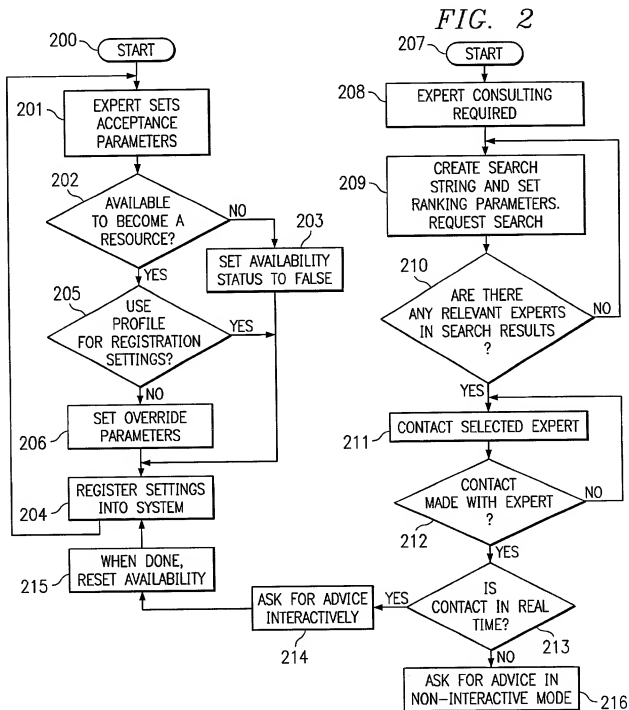 FIG. 2
200
START
201
EXPERT SETS
ACCEPTANCE
PARAMETERS
202
AVAILABLE
TO BECOME A
RESOURCE?
NO
203
SET AVAILABILITY
STATUS TO FALSE
YES
205
USE
PROFILE
FOR REGISTRATION
SETTINGS?
YES
NO
206
SET OVERRIDE
PARAMETERS
204
REGISTER SETTINGS
INTO SYSTEM
215
WHEN DONE,
RESET AVAILABILITY
207
START
208
EXPERT CONSULTING
REQUIRED
209
CREATE SEARCH
STRING AND SET
RANKING PARAMETERS.
REQUEST SEARCH
210
ARE THERE
ANY RELEVANT EXPERTS
IN SEARCH RESULTS
?
NO
YES
211
CONTACT SELECTED EXPERT
CONTACT
MADE WITH EXPERT
?
NO
212
YES
IS
CONTACT IN REAL
TIME?
213
YES
ASK FOR ADVICE
INTERACTIVELY
214
NO
ASK FOR ADVICE IN
NON-INTERACTIVE MODE
216